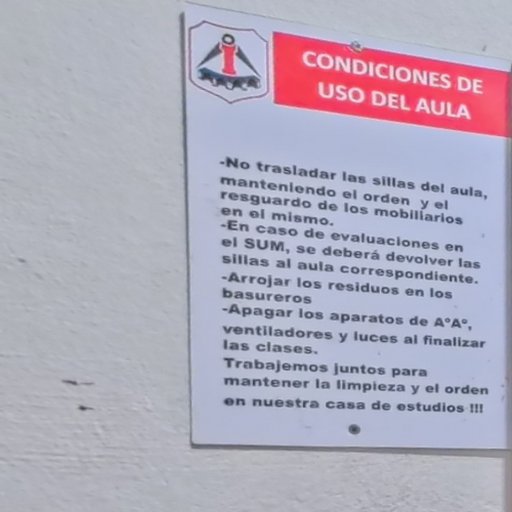 CONDICIONES DE
USO DEL AULA
-No trasladar las sillas del aula,
manteniendo el orden y el
resguardo de los mobiliarios
en el mismo.
-En caso de evaluaciones en
el SUM, se deberá devolver las
sillas al aula correspondiente.
-Arrojar los residuos en los
basureros
-Apagar los aparatos de A°A°,
ventiladores y luces al finalizar
las clases.
Trabajemos juntos para
mantener la limpieza y el orden
en nuestra casa de estudios !!!